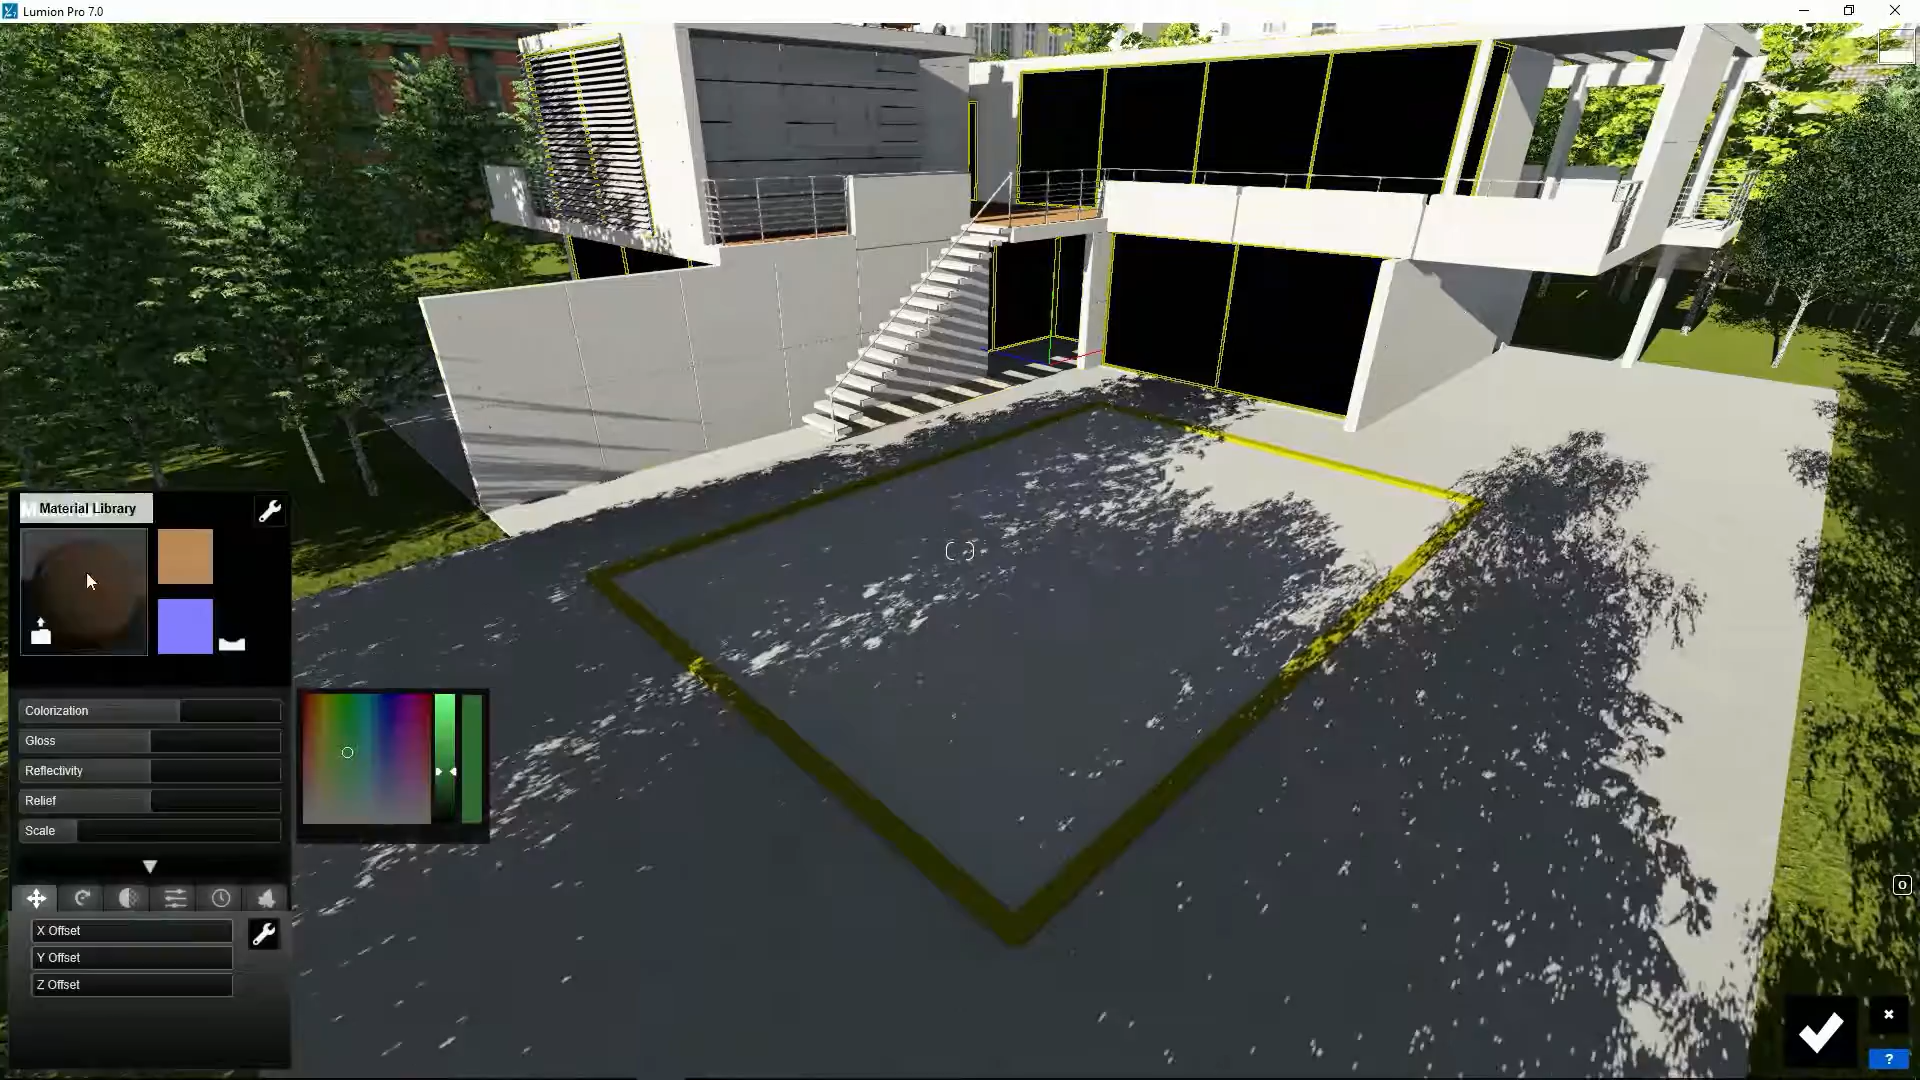 Lumion Pro 7.0
Material Library
Colorization
Gloss
Reflectivity
Relief
Scale
X Offset
Y Offset
Z Offset
O
?